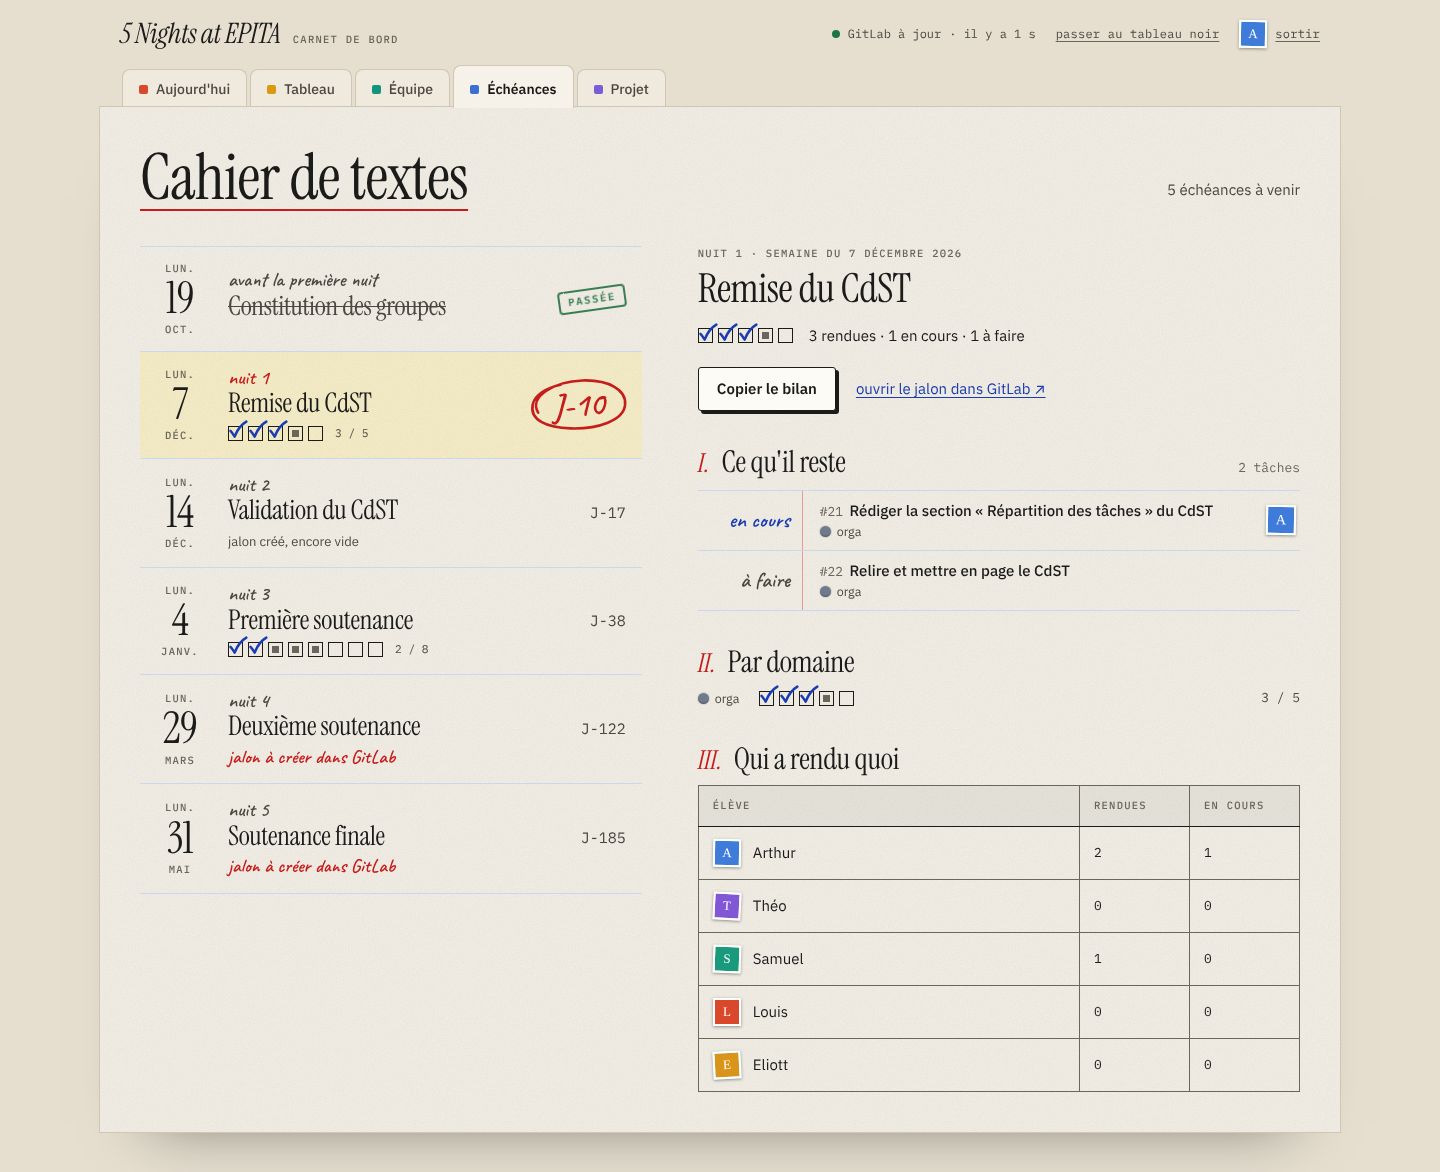 5 Nights at EPITA CARNET DE BORD
GitLab à jour · il y a 1 s passer au tableau noir A sortir
Aujourd'hui Tableau Équipe Échéances Projet
Cahier de textes
5 échéances à venir
LUN.
19
OCT.
avant la première nuit
Constitution des groupes
PASSÉE
LUN.
7
DÉC.
nuit 1
Remise du CdST
3 / 5
J-10
LUN.
14
DÉC.
nuit 2
Validation du CdST
jalon créé, encore vide
J-17
LUN.
4
JANV.
nuit 3
Première soutenance
2 / 8
J-38
LUN.
29
MARS
nuit 4
Deuxième soutenance
jalon à créer dans GitLab
J-122
LUN.
31
MAI
nuit 5
Soutenance finale
jalon à créer dans GitLab
J-185
NUIT 1 · SEMAINE DU 7 DÉCEMBRE 2026
Remise du CdST
3 rendues · 1 en cours · 1 à faire
Copier le bilan ouvrir le jalon dans GitLab ↗
I. Ce qu'il reste 2 tâches
en cours
#21 Rédiger la section « Répartition des tâches » du CdST
orga
A
à faire
#22 Relire et mettre en page le CdST
orga
II. Par domaine
orga 3 / 5
III. Qui a rendu quoi
ÉLÈVE RENDUES EN COURS
A Arthur 2 1
T Théo 0 0
S Samuel 1 0
L Louis 0 0
E Eliott 0 0